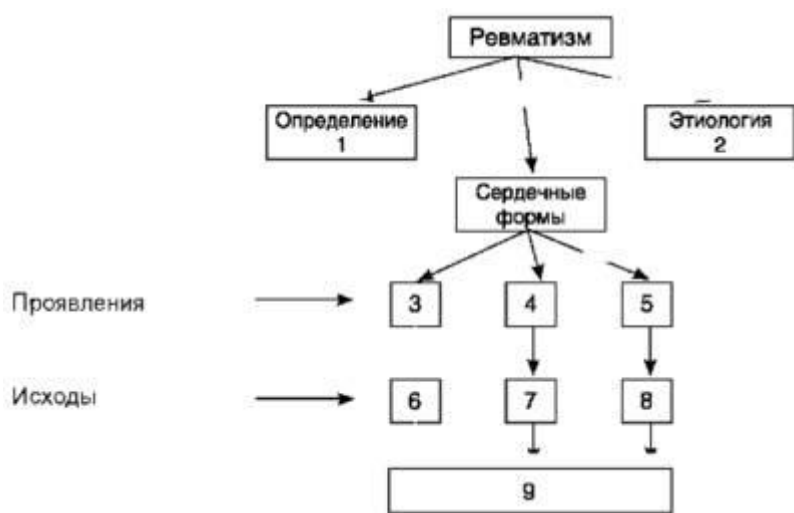 Ревматизм
Определение
1
Этиология
2
Сердечные
формы
Проявления
3
4
5
Исходы
6
7
8
9